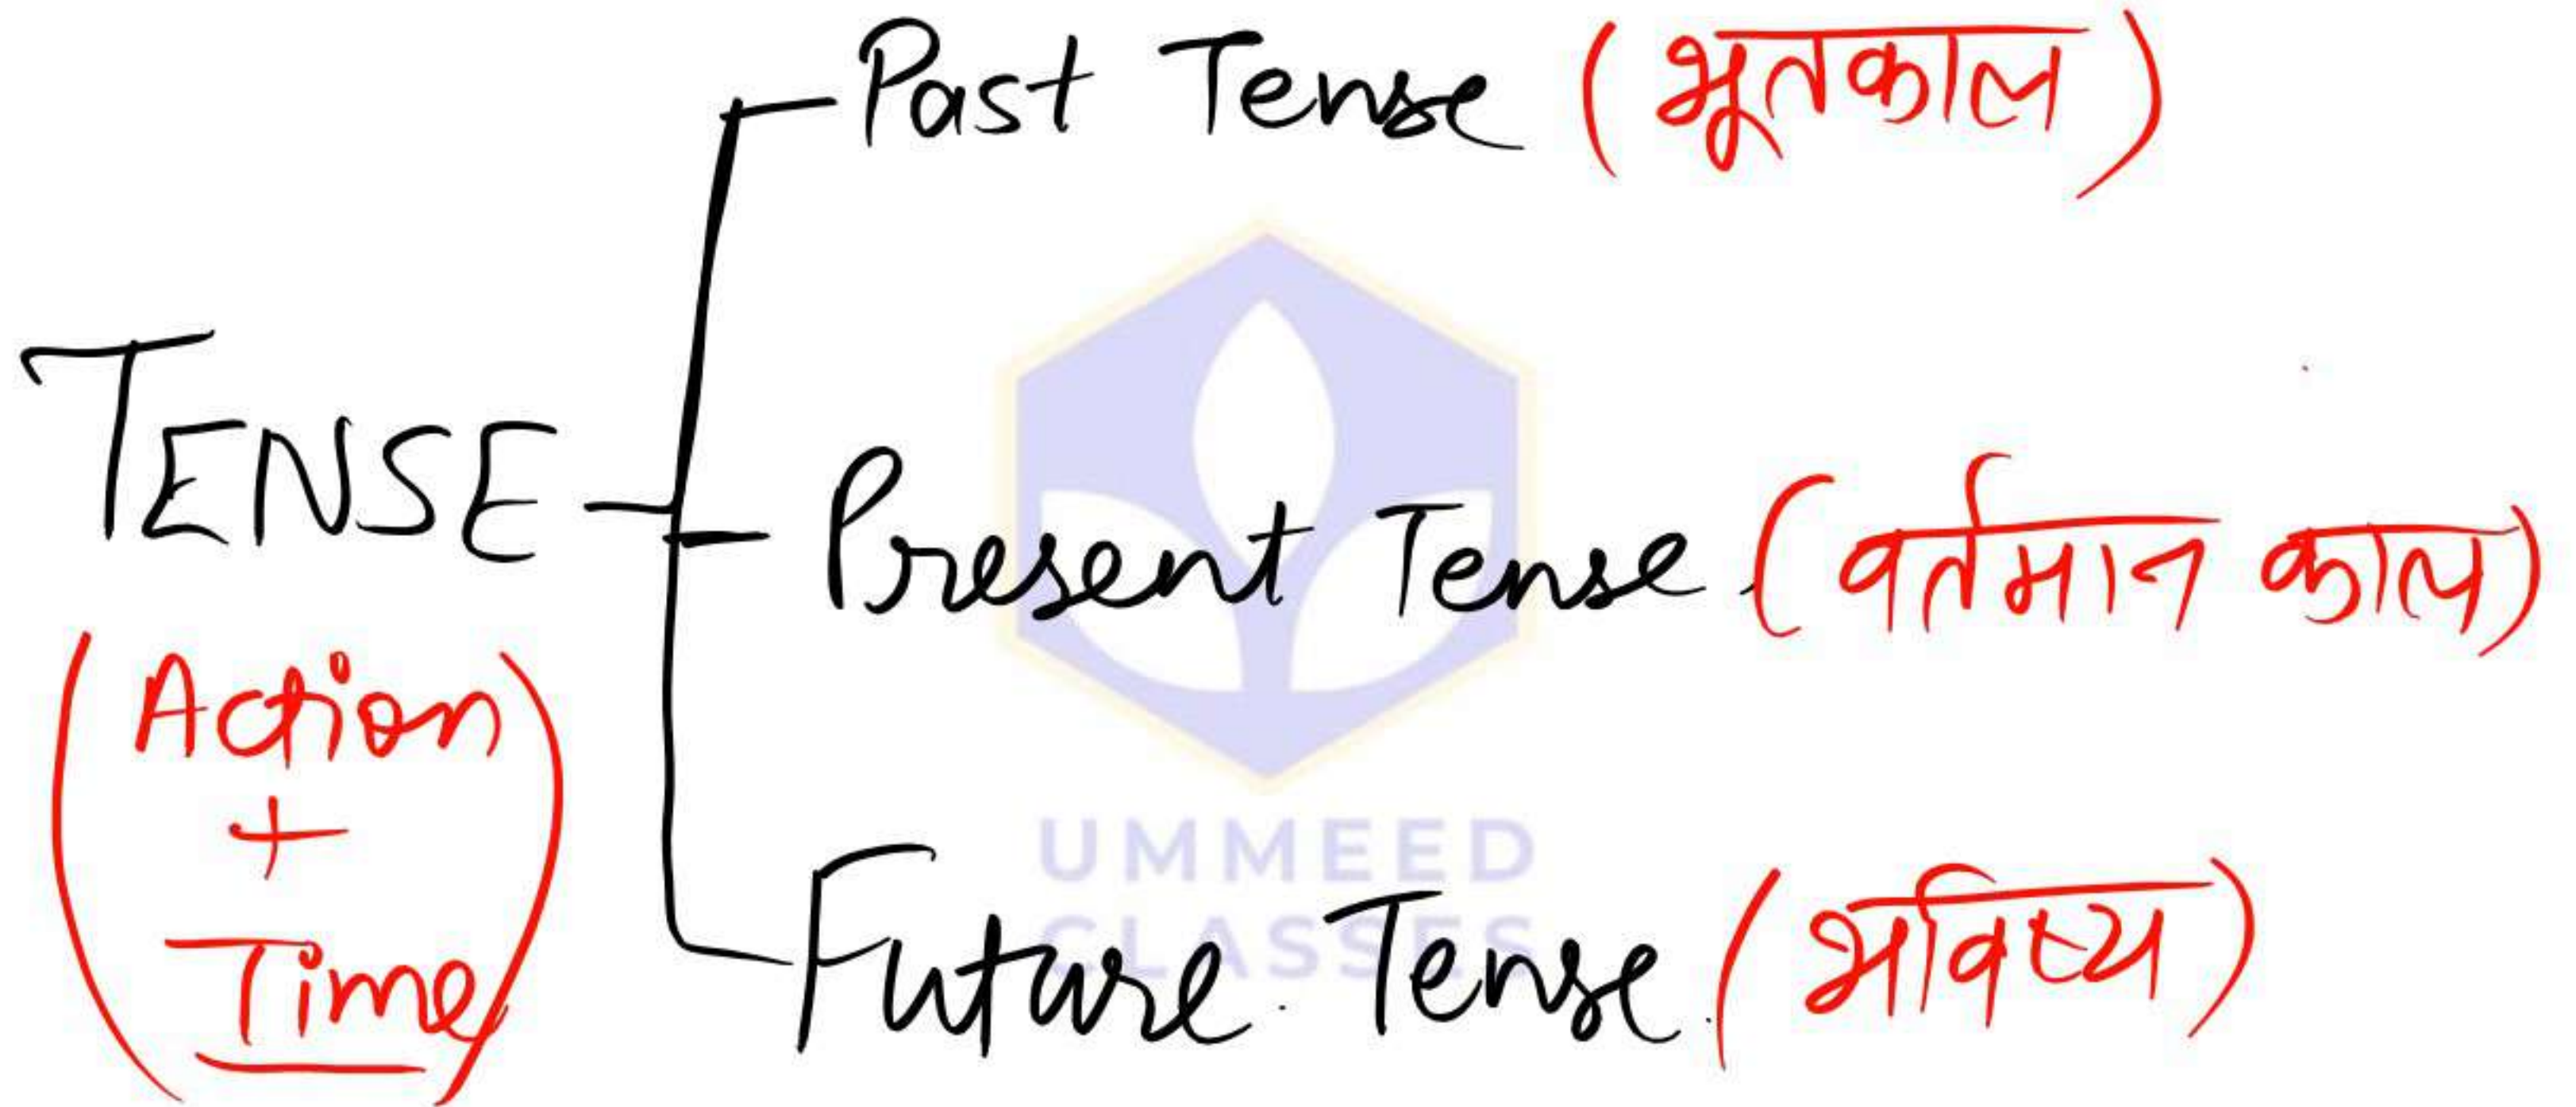 Past Tense (भूतकाल)
TENSE
Present Tense (वर्तमान काल)
(Action
+
Time)
UMMEED
CLASSES
Future Tense (भविष्य)